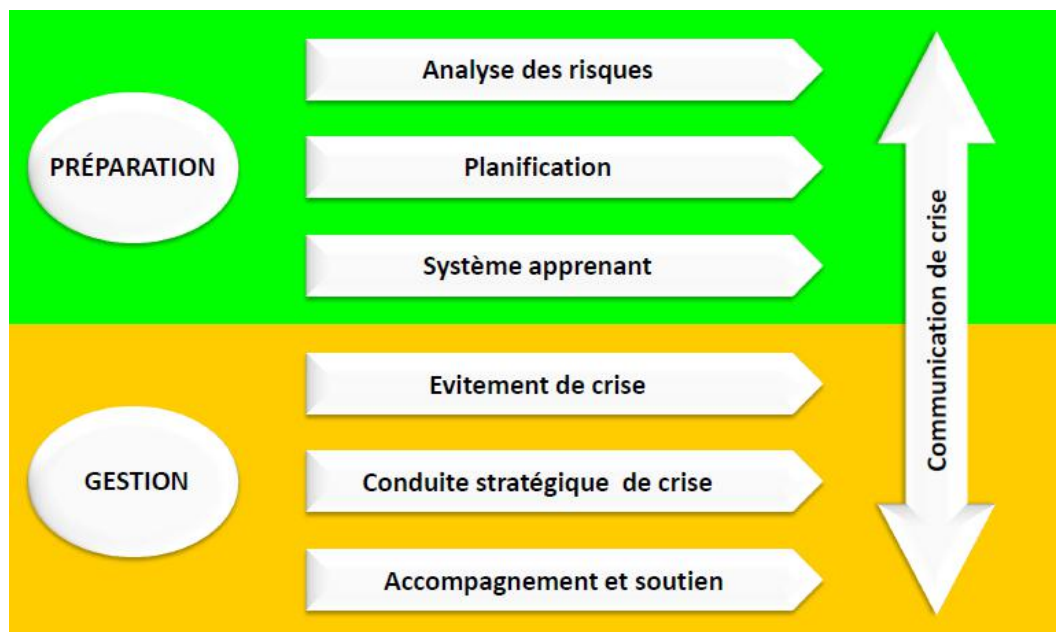 Analyse des risques
PRÉPARATION
Planification
Système apprenant
Communication de crise
Evitement de crise
GESTION
Conduite stratégique de crise
Accompagnement et soutien